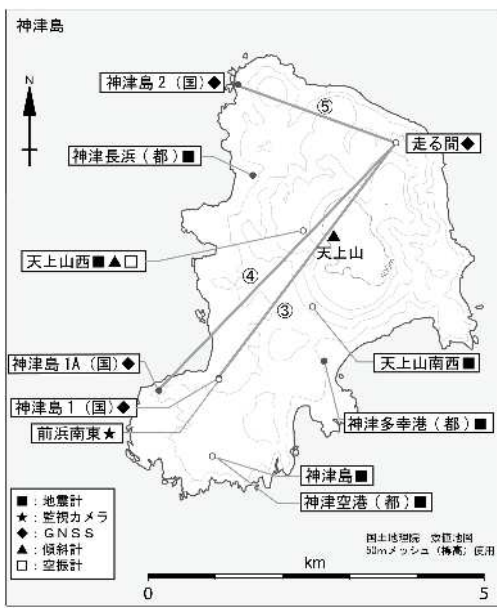 神津島
N
神津島2（国）◆
⑤
走る間◆
神津長浜（都）■
天上山西■▲□
天上山
④
③
神津島1A（国）◆
天上山南西■
神津島1（国）◆
前浜南東★
神津多幸港（都）■
神津島■
神津空港（都）■
■：地震計
★：監視カメラ
◆：GNSS
▲：傾斜計
□：空振計
国土地理院 数値地図
50mメッシュ（標高）使用
km
0 5